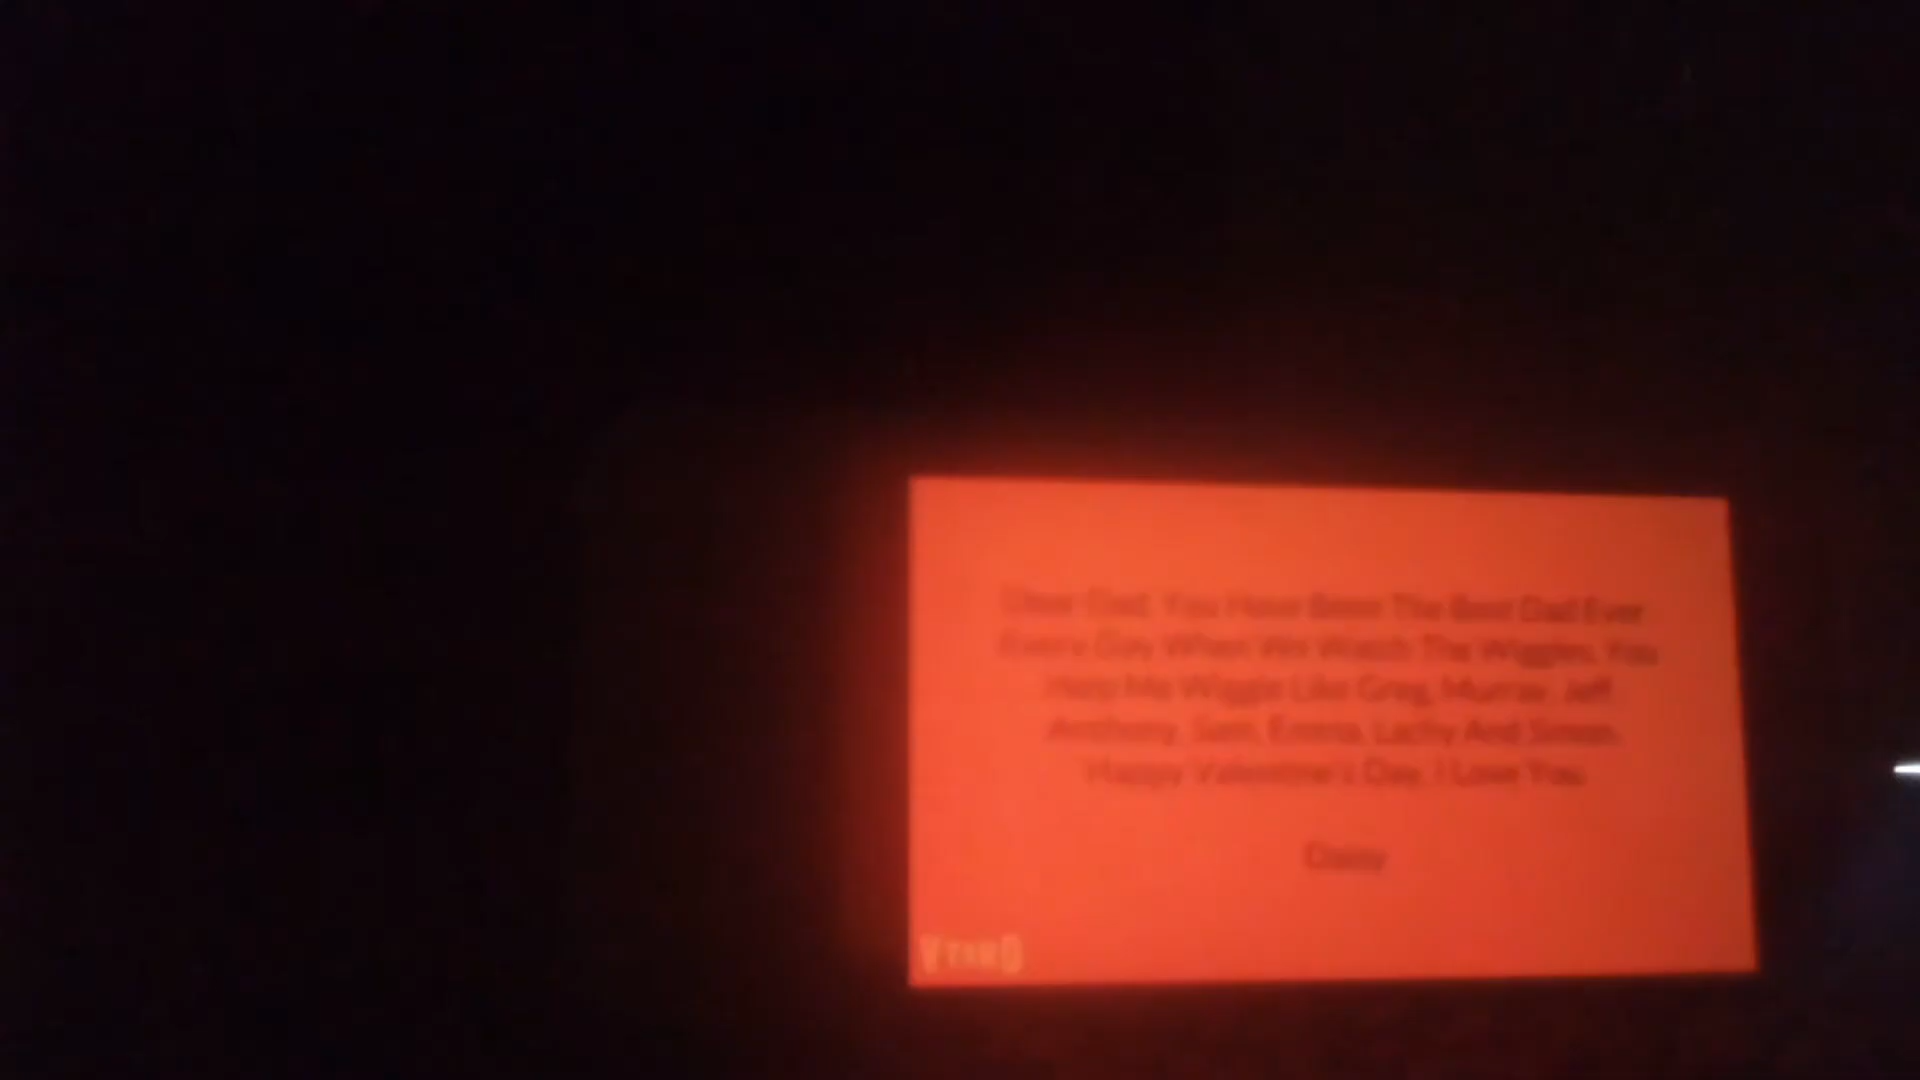 Dear Dad, You Have Been The Best Dad Ever
Every Day When We Watch The Wiggles. You
Help Me Wiggle Like Greg, Murray, Jeff
Anthony, Sam, Emma, Lachy And Simon.
Happy Valentine's Day, I Love You